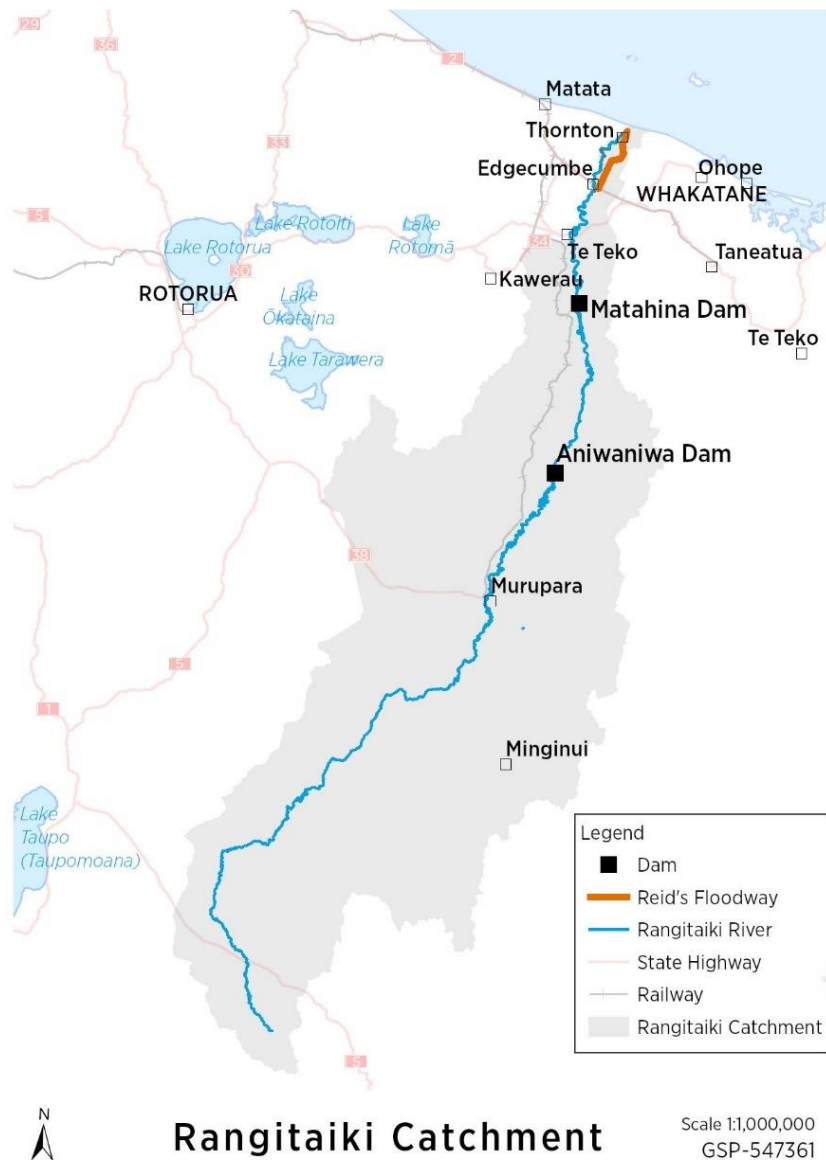 29
36
2
Matata
Thornton
33
Edgecumbe
Ohope
WHAKATANE
5
Lake Rotoiti
Lake Rotorua
Lake
Rotomā
34
Te Teko
Taneatua
30
Kawerau
ROTORUA
Lake
Ōkataina
Matahina Dam
Lake Tarawera
Te Teko
Aniwaniwa Dam
38
Murupara
5
1
Minginui
Lake
Taupo
(Taupomoana)
Legend
Dam
Reid's Floodway
Rangitaiki River
State Highway
Railway
Rangitaiki Catchment
5
N
Rangitaiki Catchment
Scale 1:1,000,000
GSP-547361